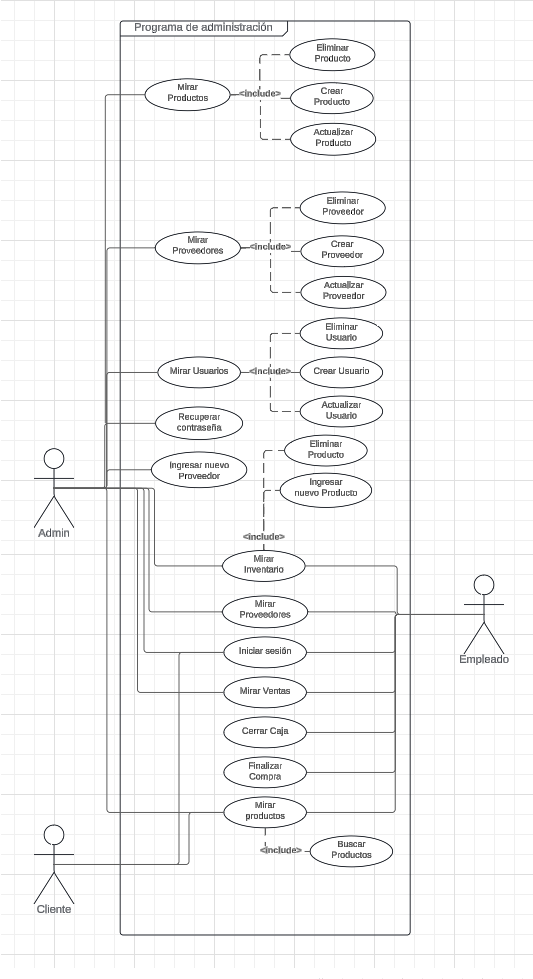 Programa de administración
Eliminar
Producto
Mirar
Productos
<include>
Crear
Producto
Actualizar
Producto
Eliminar
Proveedor
Mirar
Proveedores
<include>
Crear
Proveedor
Actualizar
Proveedor
Eliminar
Usuario
Mirar Usuarios
<include>
Crear Usuario
Actualizar
Usuario
Recuperar
contraseña
Eliminar
Producto
Ingresar nuevo
Proveedor
Ingresar
nuevo Producto
Admin
<include>
Mirar
Inventario
Mirar
Proveedores
Iniciar sesión
Empleado
Mirar Ventas
Cerrar Caja
Finalizar
Compra
Mirar
productos
<include>
Buscar
Productos
Cliente